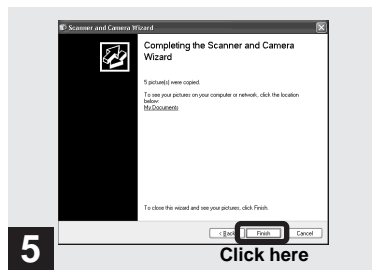 Scanner and Camera Wizard
Completing the Scanner and Camera
Wizard
5 picture(s) were copied.
To see your pictures on your computer or network, click the location
below:
My Documents
To close this wizard and see your pictures, click Finish.
< Back
Finish
Cancel
5
Click here